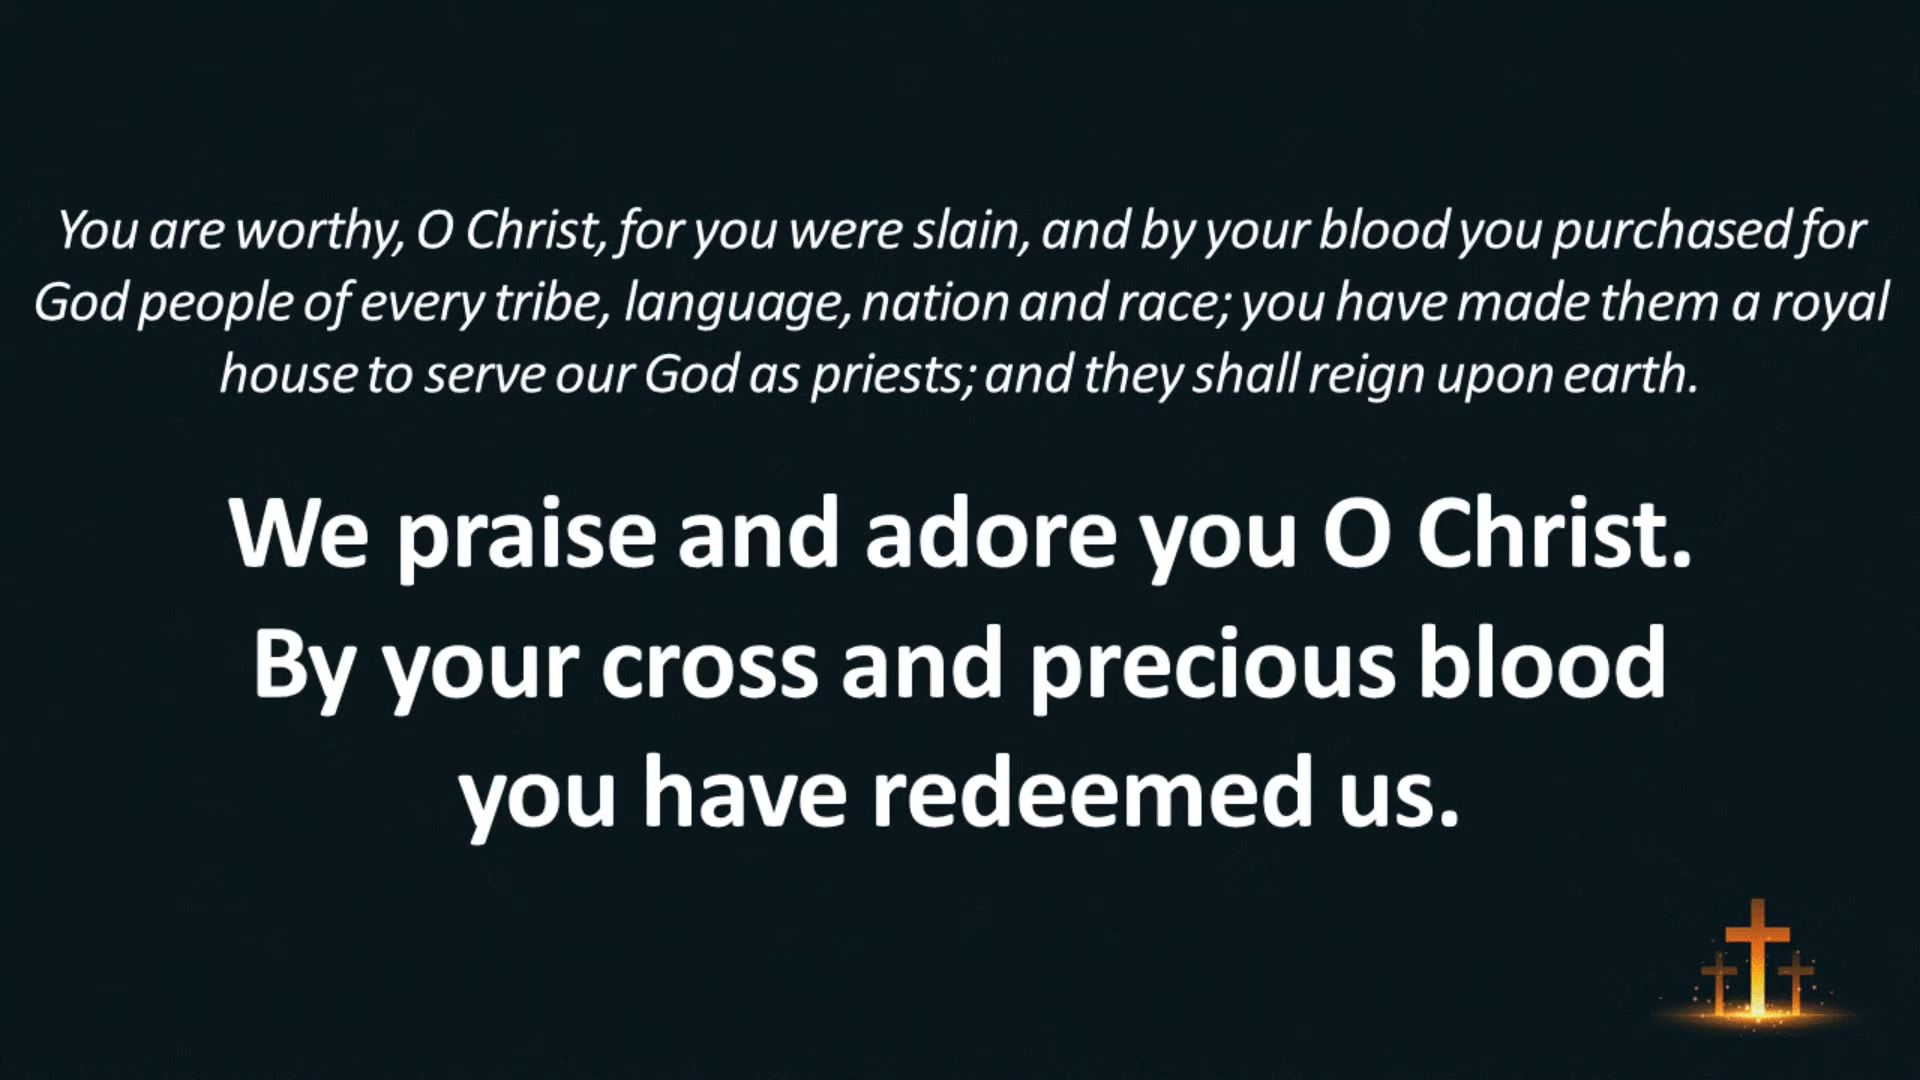 You are worthy, O Christ, for you were slain, and by your blood you purchased for
God people of every tribe, language, nation and race; you have made them a royal
house to serve our God as priests; and they shall reign upon earth.
We praise and adore you O Christ.
By your cross and precious blood
you have redeemed us.